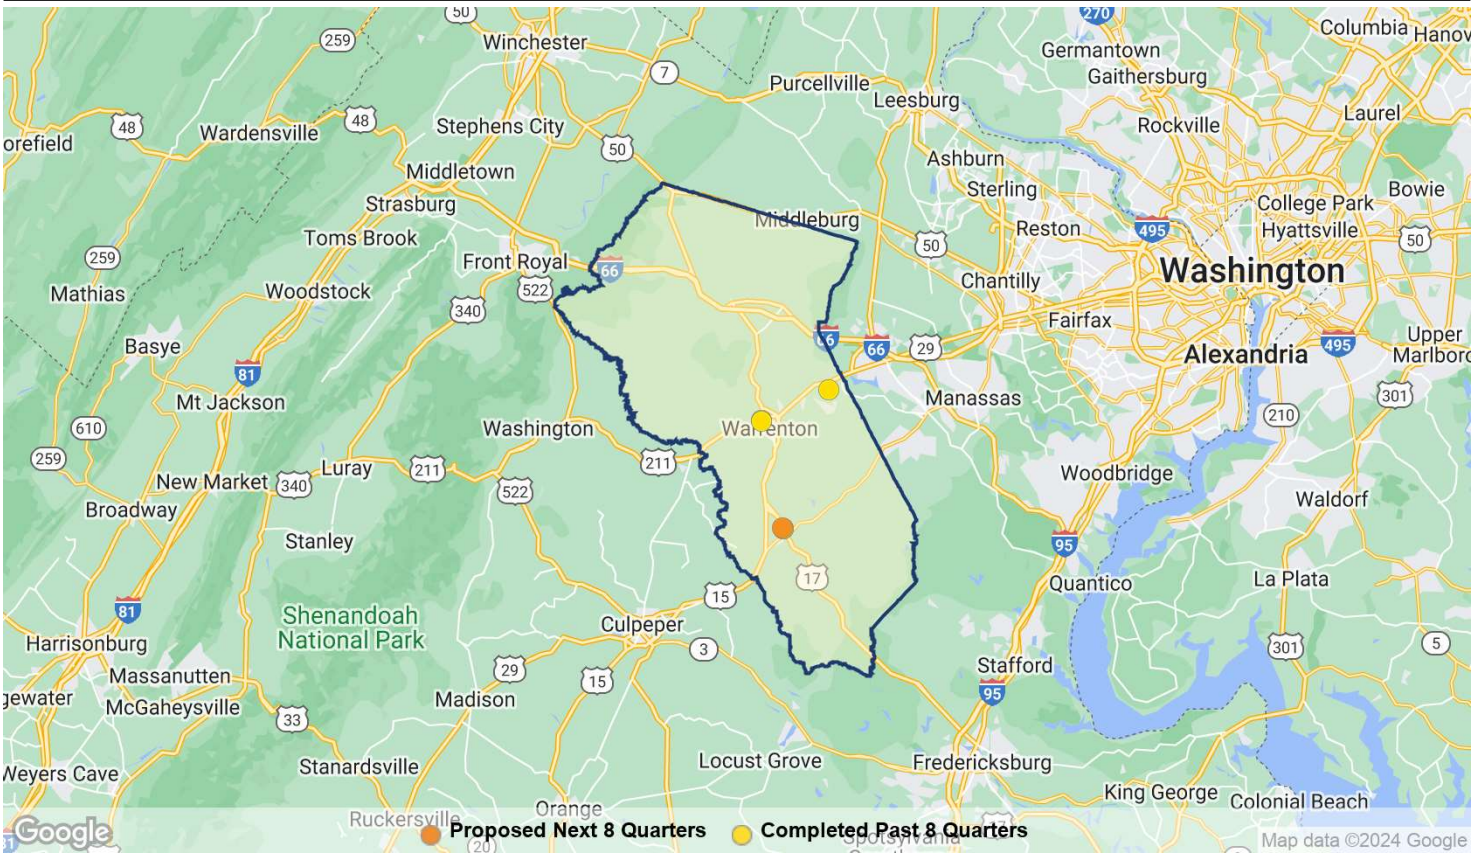 50
270
Columbia
Hanov
259
Winchester
Germantown
7
Purcellville
Gaithersburg
Leesburg
Laurel
48
48
Stephens City
Rockville
Wardensville
orefield
50
Ashburn
Middletown
Sterling
Bowie
Strasburg
College Park
Middleburg
Reston
495
Hyattsville
50
Toms Brook
50
259
Front Royal
66
Washington
Chantilly
522
Mathias
Woodstock
340
Fairfax
66
Upper
Marlboro
Basye
66
29
495
Alexandria
81
Manassas
301
Mt Jackson
210
610
Washington
Warrenton
259
211
Woodbridge
Luray
211
New Market
340
522
Waldorf
Broadway
Stanley
95
17
Quantico
La Plata
15
81
Shenandoah
National Park
Culpeper
Harrisonburg
3
301
5
Stafford
29
Massanutten
15
95
gewater
Madison
McGaheysville
33
Locust Grove
Fredericksburg
Stanardsville
Weyers Cave
King George
Colonial Beach
Orange
Ruckersville
17
Google
Proposed Next 8 Quarters
Completed Past 8 Quarters
81
20
Spotsylvania
Map data ©2024 Google